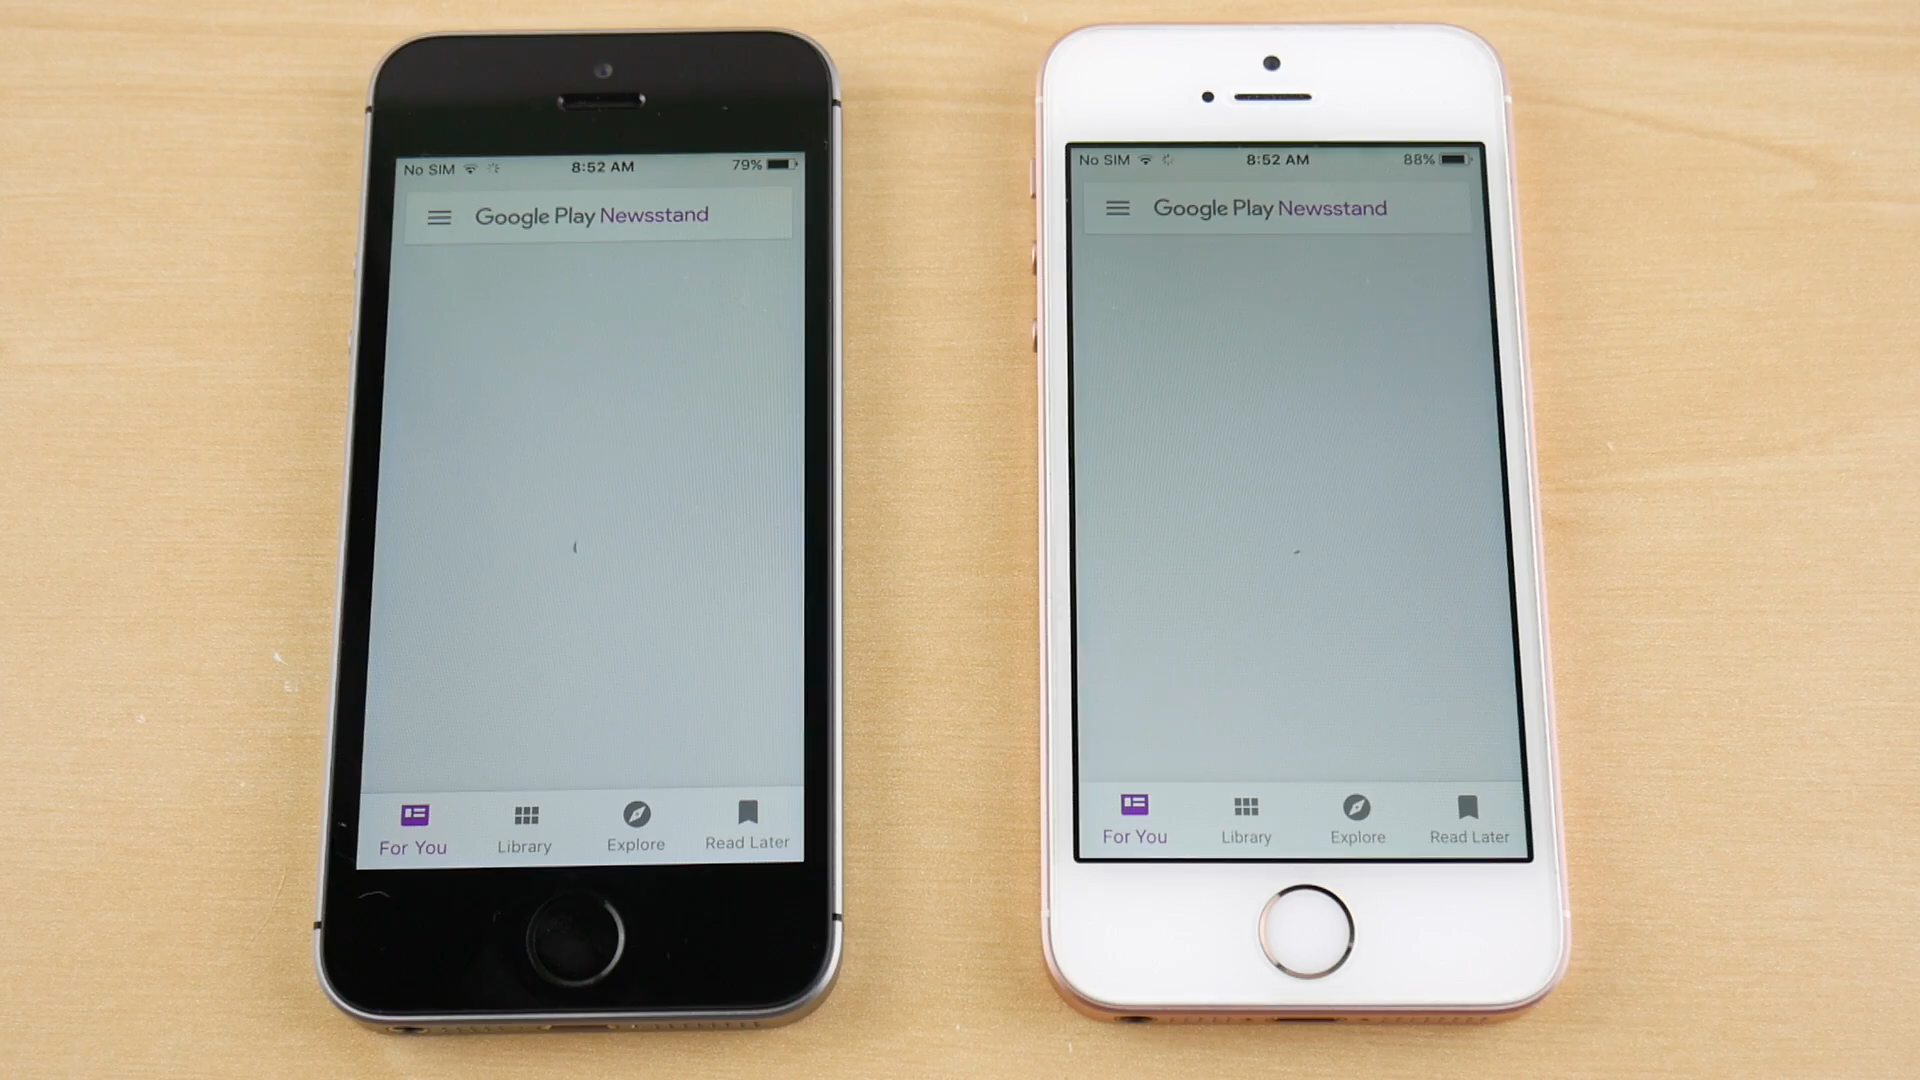 No SIM 8:52 AM 79%
Google Play Newsstand
For You Library Explore Read Later
No SIM 8:52 AM 88%
Google Play Newsstand
For You Library Explore Read Later